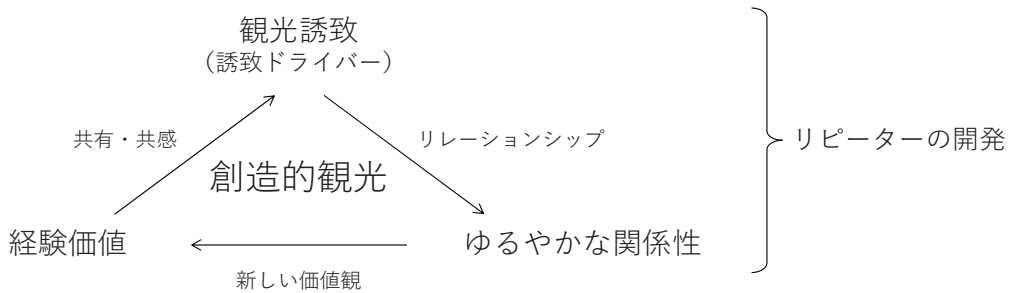 観光誘致
（誘致ドライバー）
共有・共感
リレーションシップ
リピーターの開発
創造的観光
経験価値
ゆるやかな関係性
新しい価値観